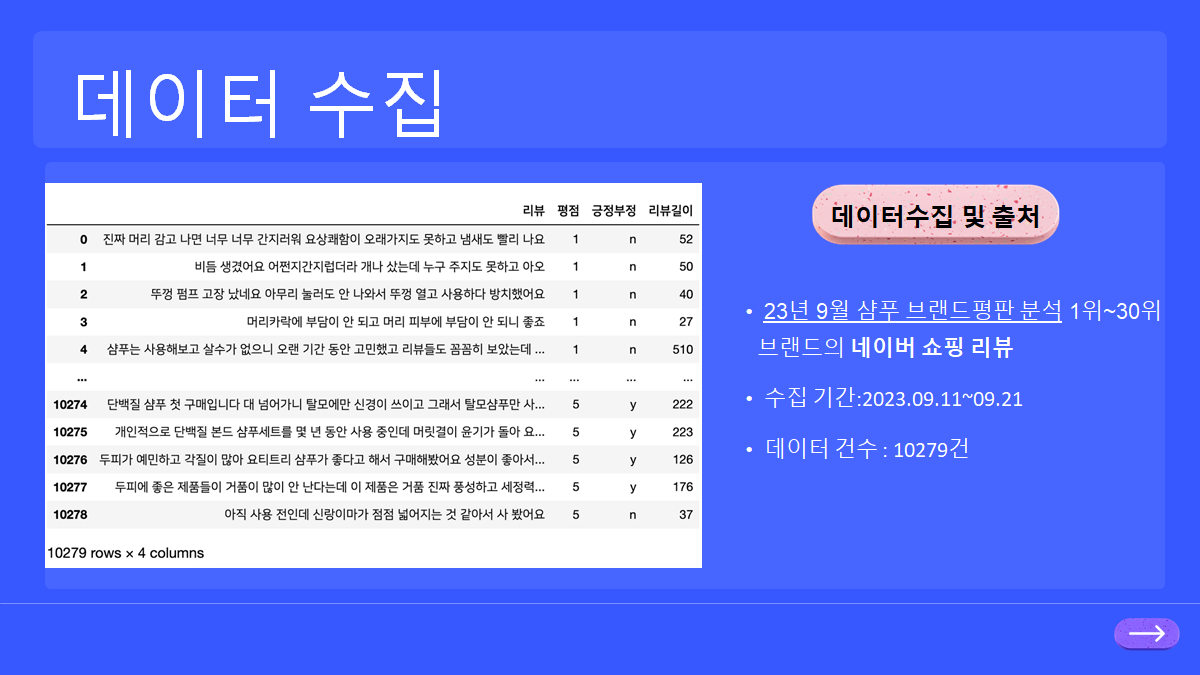 데이터 수집
리뷰 평점 긍정부정 리뷰길이
0 진짜 머리 감고 나면 너무 너무 간지러워 요상쾌함이 오래가지도 못하고 냄새도 빨리 나요 1 n 52
1 비듬 생겼어요 어쩐지간지럽더라 개나 샀는데 누구 주지도 못하고 아오 1 n 50
2 뚜껑 펌프 고장 났네요 아무리 눌러도 안 나와서 뚜껑 열고 사용하다 방치했어요 1 n 40
3 머리카락에 부담이 안 되고 머리 피부에 부담이 안 되니 좋죠 1 n 27
4 샴푸는 사용해보고 살수가 없으니 오랜 기간 동안 고민했고 리뷰들도 꼼꼼히 보았는데 ... 1 n 510
... ... ... ... ...
10274 단백질 샴푸 첫 구매입니다 대 넘어가니 탈모에만 신경이 쓰이고 그래서 탈모샴푸만 사... 5 y 222
10275 개인적으로 단백질 본드 샴푸세트를 몇 년 동안 사용 중인데 머릿결이 윤기가 돌아 요... 5 y 223
10276 두피가 예민하고 각질이 많아 요티트리 샴푸가 좋다고 해서 구매해봤어요 성분이 좋아서... 5 y 126
10277 두피에 좋은 제품들이 거품이 많이 안 난다는데 이 제품은 거품 진짜 풍성하고 세정력... 5 y 176
10278 아직 사용 전인데 신랑이마가 점점 넓어지는 것 같아서 사 봤어요 5 n 37
10279 rows × 4 columns
데이터수집 및 출처
• 23년 9월 샴푸 브랜드평판 분석 1위~30위
브랜드의 네이버 쇼핑 리뷰
• 수집 기간:2023.09.11~09.21
• 데이터 건수 : 10279건